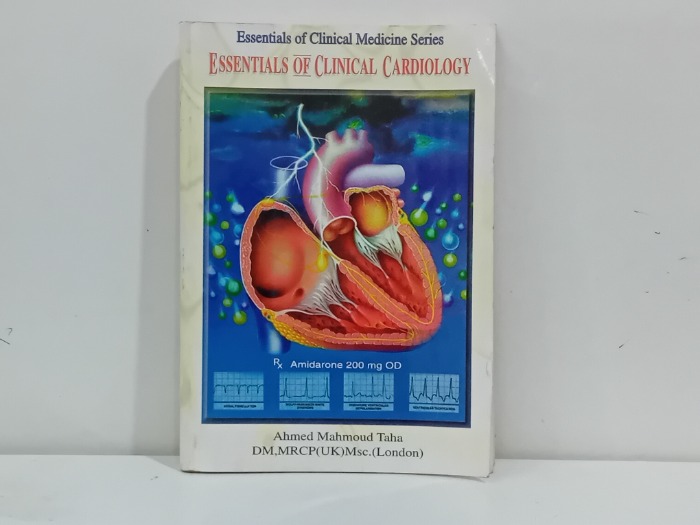 Essentials of Clinical Medicine Series
ESSENTIALS OF CLINICAL CARDIOLOGY
Rx Amidarone 200 mg OD
Ahmed Mahmoud Taha
DM,MRCP(UK)Msc.(London)